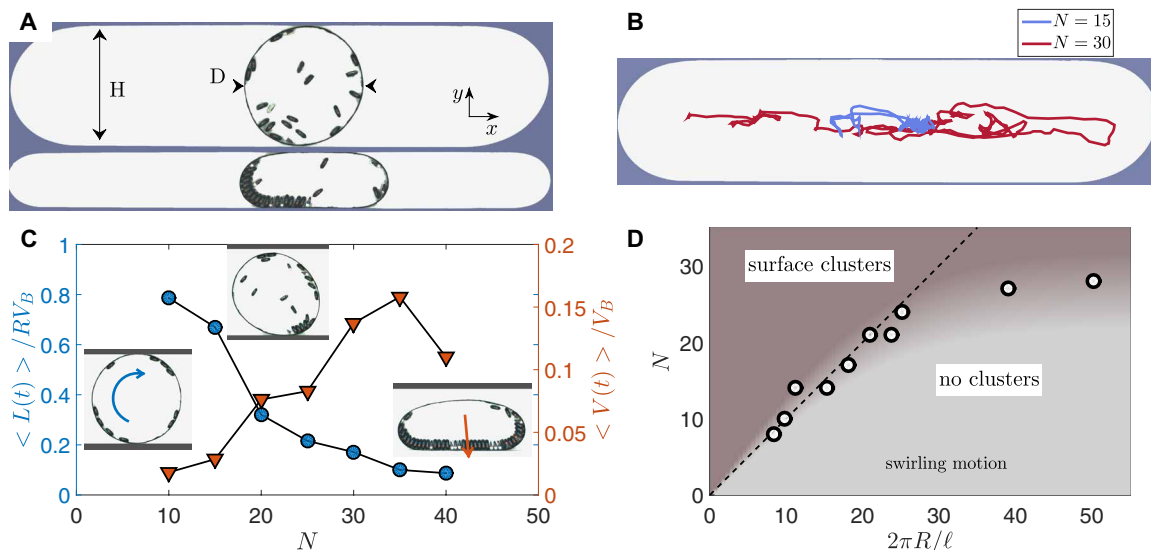 A
H
D
y
x
B
N = 15
N = 30
C
< L(t) > /RV_B
1
0.8
0.6
0.4
0.2
0
0 10 20 30 40 50
N
0.2
0.15
0.1
0.05
0
< V(t) > /V_B
D
N
30
20
10
0
surface clusters
no clusters
swirling motion
0 10 20 30 40 50
2πR/ℓ